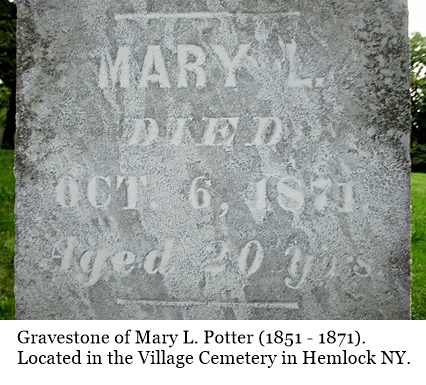 MARY L.
DIED
OCT. 6, 1871
Aged 20 yrs
Gravestone of Mary L. Potter (1851 - 1871).
Located in the Village Cemetery in Hemlock NY.